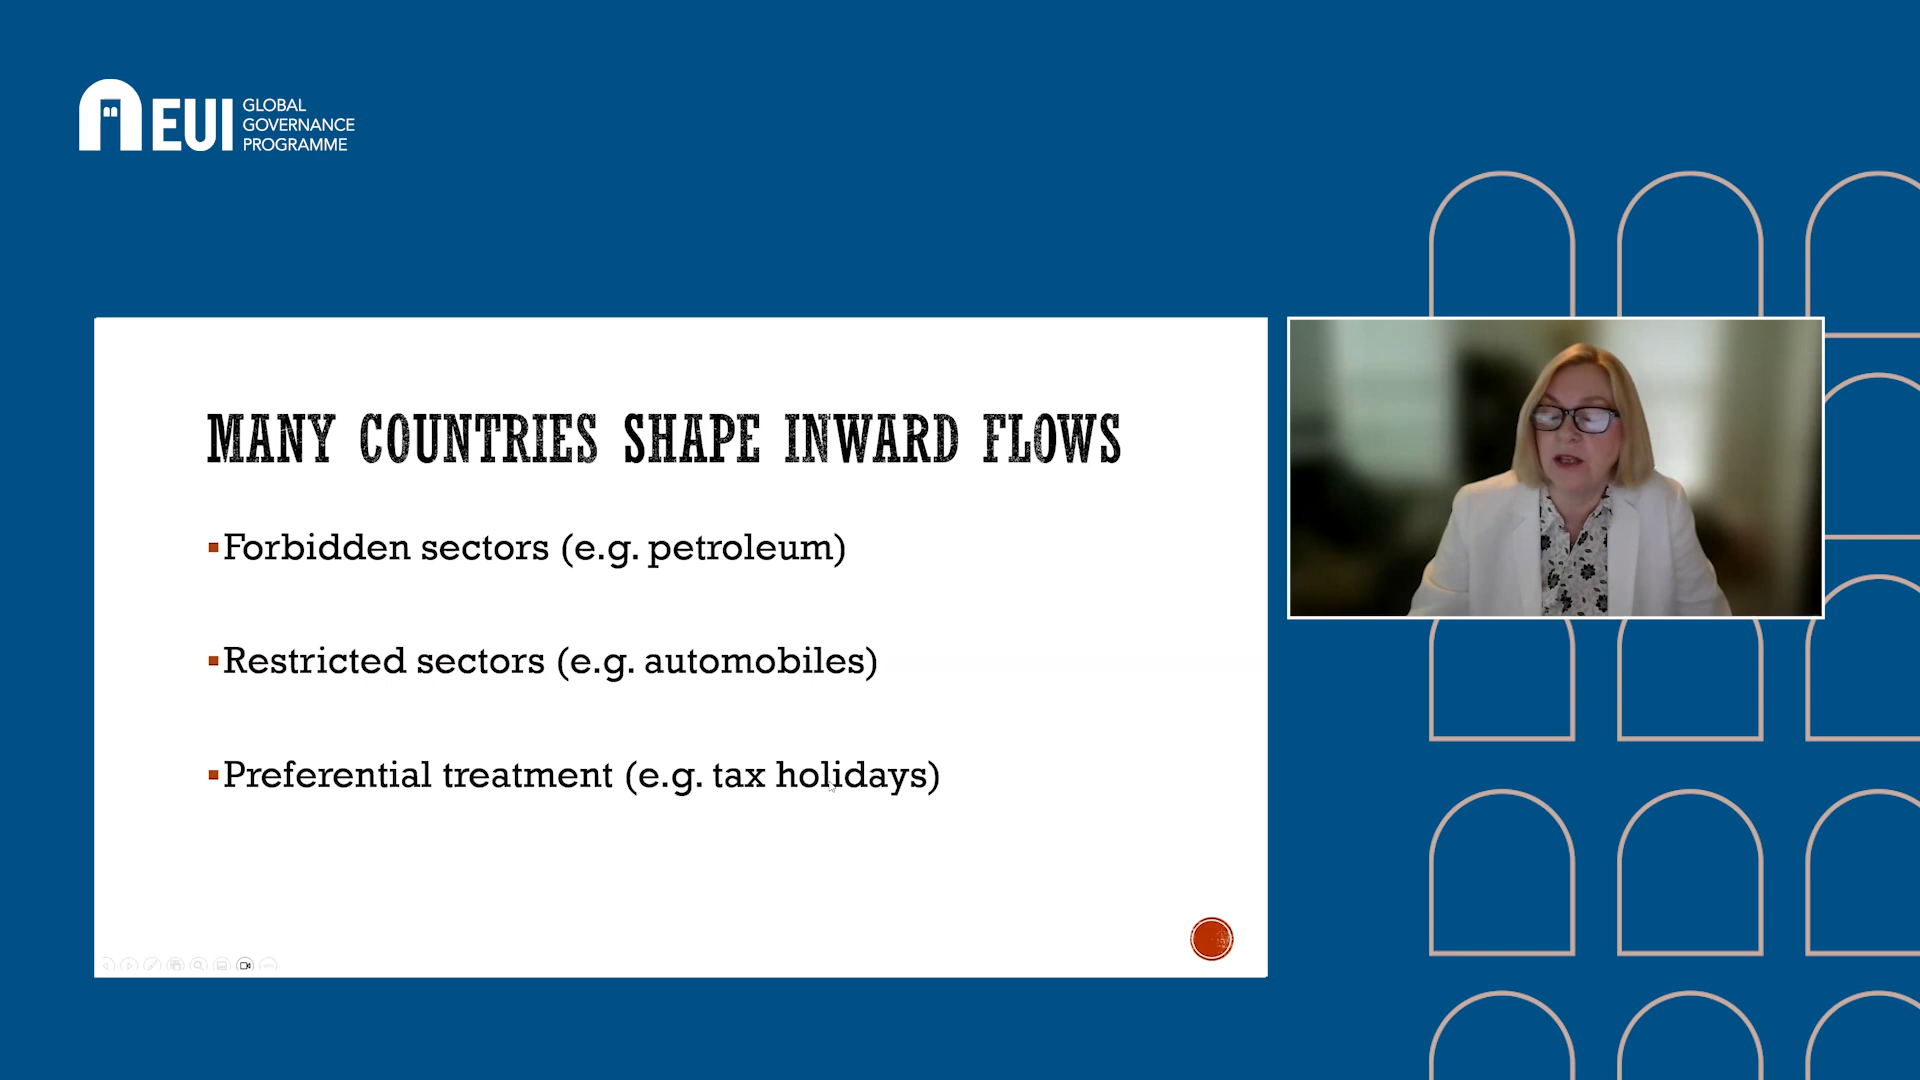 EUI
GLOBAL
GOVERNANCE
PROGRAMME
MANY COUNTRIES SHAPE INWARD FLOWS
Forbidden sectors (e.g. petroleum)
Restricted sectors (e.g. automobiles)
Preferential treatment (e.g. tax holidays)